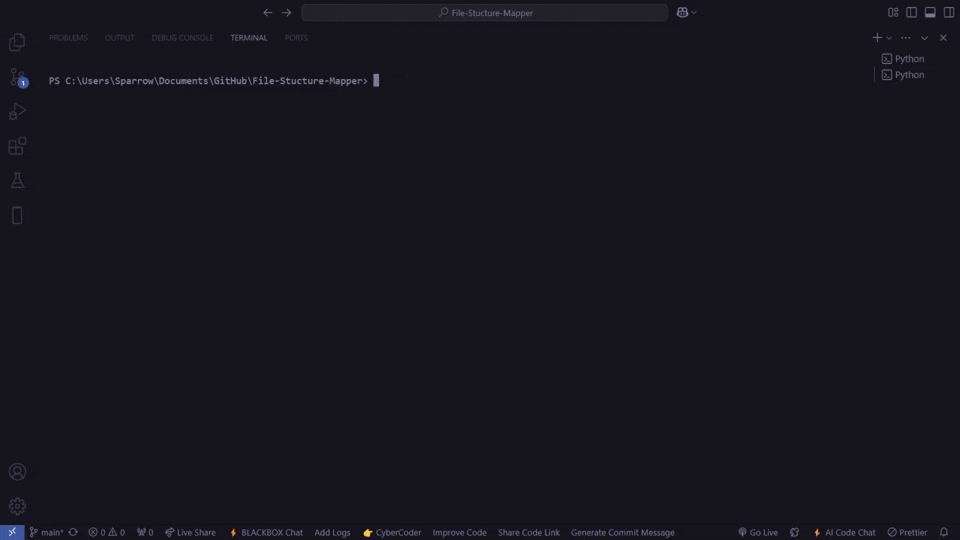 File-Stucture-Mapper
PROBLEMS OUTPUT DEBUG CONSOLE TERMINAL PORTS
Python
Python
PS C:\Users\Sparrow\Documents\GitHub\File-Stucture-Mapper>
1
main* 0 0 0 Live Share BLACKBOX Chat Add Logs CyberCoder Improve Code Share Code Link Generate Commit Message Go Live AI Code Chat Prettier